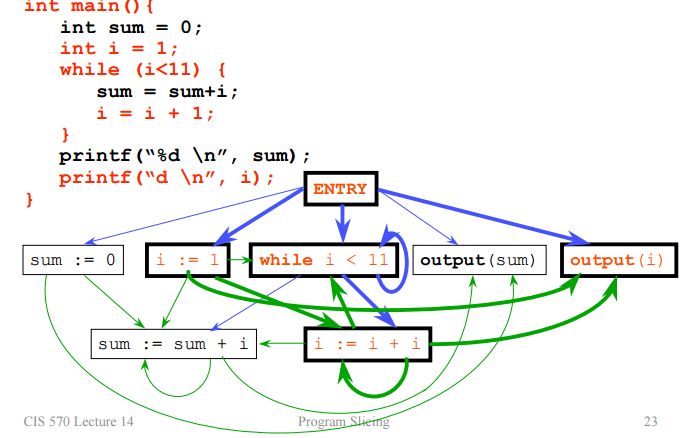 int main(){
int sum = 0;
int i = 1;
while (i<11) {
sum = sum+i;
i = i + 1;
}
printf(“%d \n”, sum);
printf(“d \n”, i);
}
ENTRY
sum := 0
i := 1
while i < 11
output(sum)
output(i)
sum := sum + i
i := i + i
CIS 570 Lecture 14
Program Slicing
23